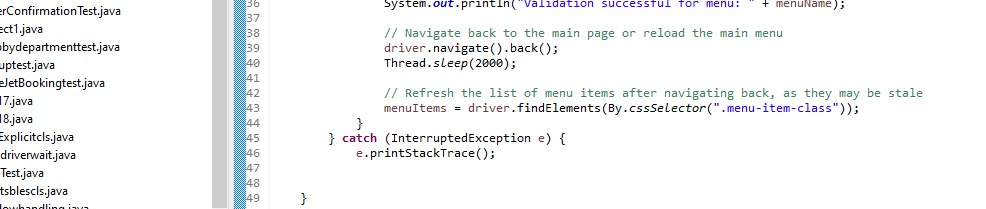 erConfirmationTest.java
ect1.java
obydepartmenttest.java
uptest.java
eJetBookingtest.java
17.java
18.java
Explicitcls.java
driverwait.java
Test.java
tsblescls.java
36 System.out.println("Validation successful for menu: " + menuName);
37
38 // Navigate back to the main page or reload the main menu
39 driver.navigate().back();
40 Thread.sleep(2000);
41
42 // Refresh the list of menu items after navigating back, as they may be stale
43 menuItems = driver.findElements(By.cssSelector(".menu-item-class"));
44 }
45 } catch (InterruptedException e) {
46 e.printStackTrace();
47
48
49 }